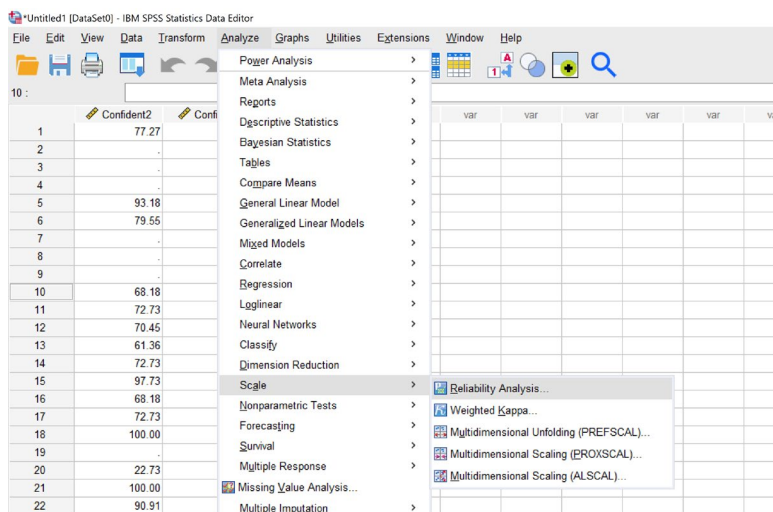 *Untitled1 [DataSet0] - IBM SPSS Statistics Data Editor
File Edit View Data Transform Analyze Graphs Utilities Extensions Window Help
10 :
Confident2 Confi var var var var var va
Power Analysis
Meta Analysis
Reports
Descriptive Statistics
Bayesian Statistics
Tables
Compare Means
General Linear Model
Generalized Linear Models
Mixed Models
Correlate
Regression
Loglinear
Neural Networks
Classify
Dimension Reduction
Scale
Nonparametric Tests
Forecasting
Survival
Multiple Response
Missing Value Analysis...
Multiple Imputation
Reliability Analysis...
Weighted Kappa...
Multidimensional Unfolding (PREFSCAL)...
Multidimensional Scaling (PROXSCAL)...
Multidimensional Scaling (ALSCAL)...
1 77.27
2 .
3 .
4 .
5 93.18
6 79.55
7 .
8 .
9 .
10 68.18
11 72.73
12 70.45
13 61.36
14 72.73
15 97.73
16 68.18
17 72.73
18 100.00
19 .
20 22.73
21 100.00
22 90.91